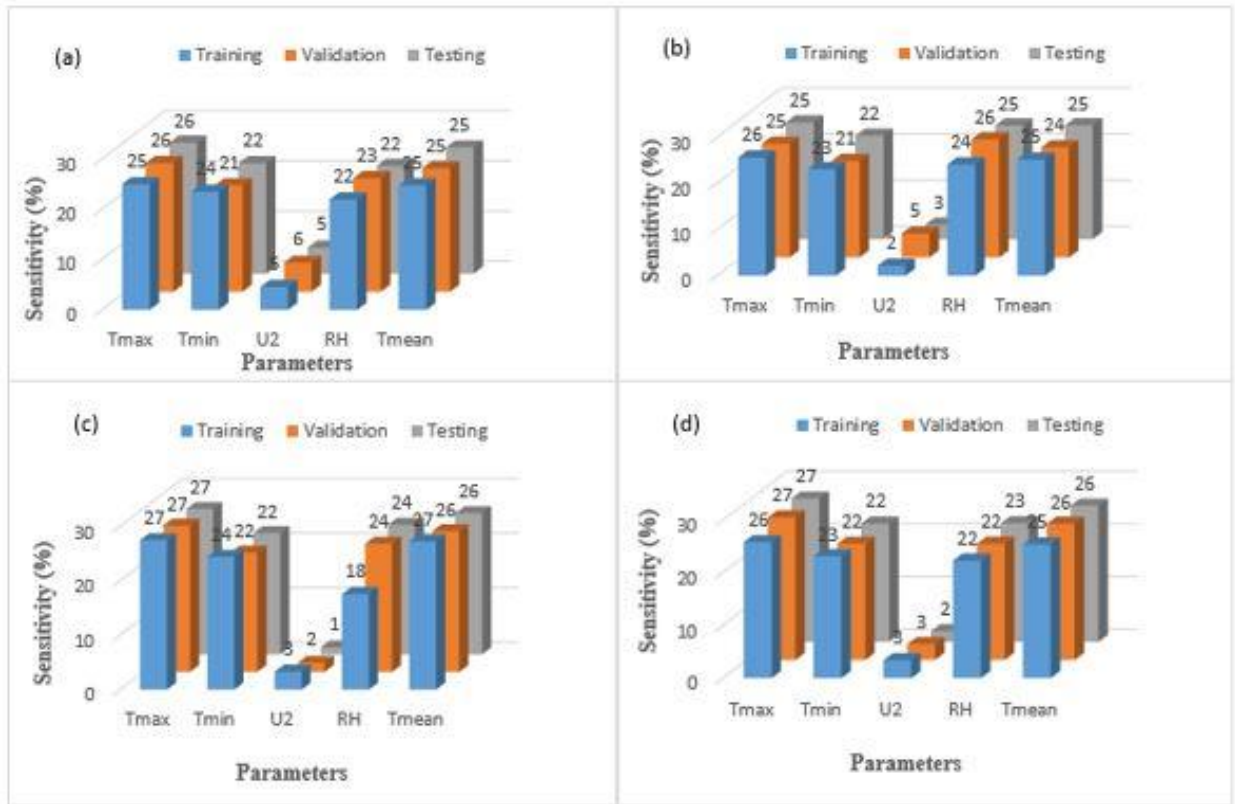 (a)
Training Validation Testing
Sensitivity (%)
30
20
10
0
25 26 26
24 21 22
6 5
22 23 22
25 25 25
Tmax Tmin U2 RH Tmean
Parameters
(b)
Training Validation Testing
Sensitivity (%)
30
20
10
0
26 25 25
23 21 22
2 5 3
24 26 25
25 24 25
Tmax Tmin U2 RH Tmean
Parameters
(c)
Training Validation Testing
Sensitivity (%)
30
20
10
0
27 27 27
24 22 22
3 2 1
18 24 24
27 26 26
Tmax Tmin U2 RH Tmean
Parameters
(d)
Training Validation Testing
Sensitivity (%)
30
20
10
0
26 27 27
23 22 22
3 3 2
22 22 23
25 26 26
Tmax Tmin U2 RH Tmean
Parameters